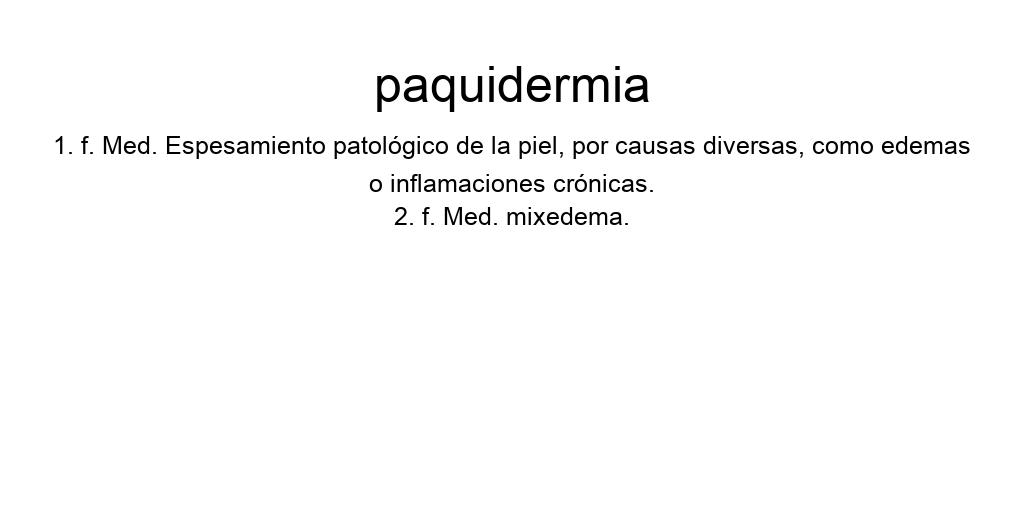 paquidermia
1. f. Med. Espesamiento patológico de la piel, por causas diversas, como edemas
o inflamaciones crónicas.
2. f. Med. mixedema.